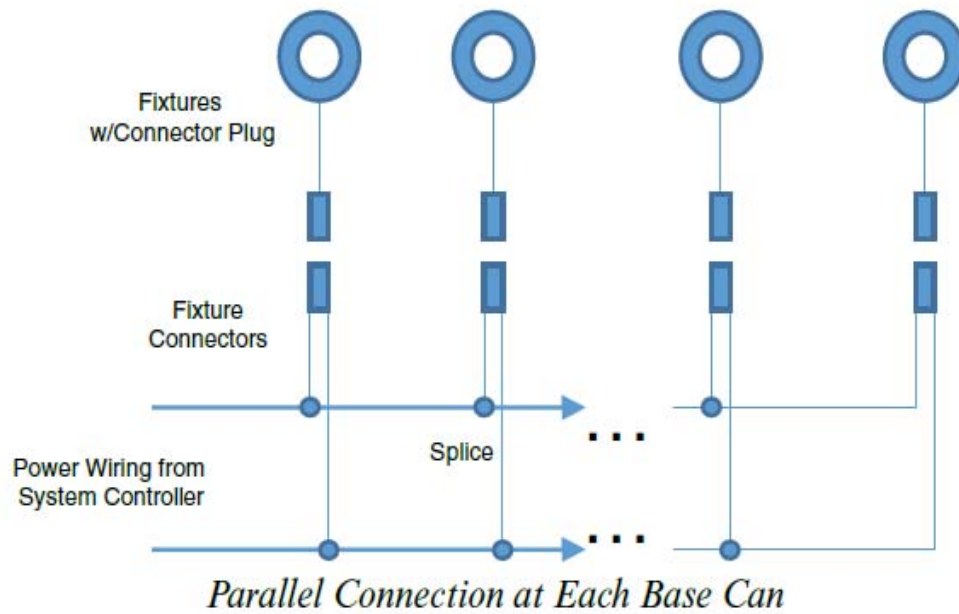 Fixtures
w/Connector Plug
Fixture
Connectors
. . .
Splice
Power Wiring from
System Controller
. . .
Parallel Connection at Each Base Can